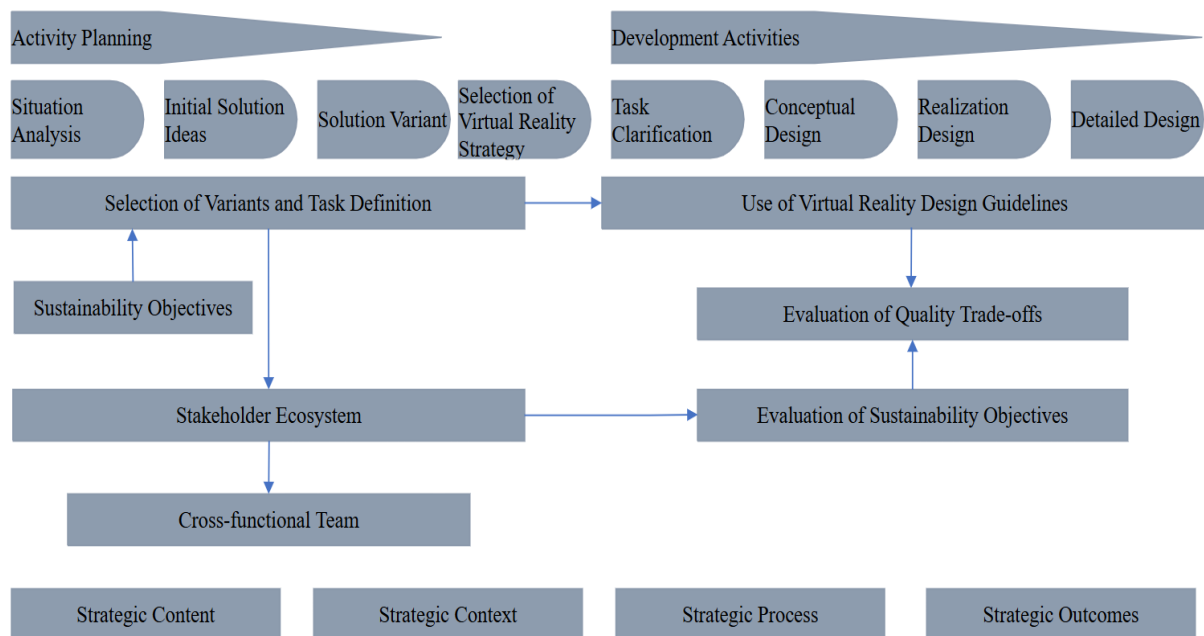 Activity Planning
Development Activities
Situation
Analysis
Initial Solution
Ideas
Solution Variant
Selection of
Virtual Reality
Strategy
Task
Clarification
Conceptual
Design
Realization
Design
Detailed Design
Selection of Variants and Task Definition
Use of Virtual Reality Design Guidelines
Sustainability Objectives
Evaluation of Quality Trade-offs
Stakeholder Ecosystem
Evaluation of Sustainability Objectives
Cross-functional Team
Strategic Content
Strategic Context
Strategic Process
Strategic Outcomes